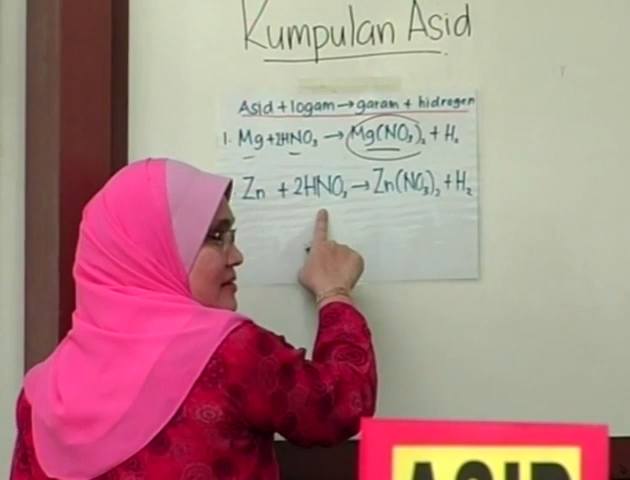 Kumpulan Asid
Asid + logam → garam + hidrogen
1. Mg + 2HNO₃ → Mg(NO₃)₂ + H₂
Zn + 2HNO₃ → Zn(NO₃)₂ + H₂
ASID